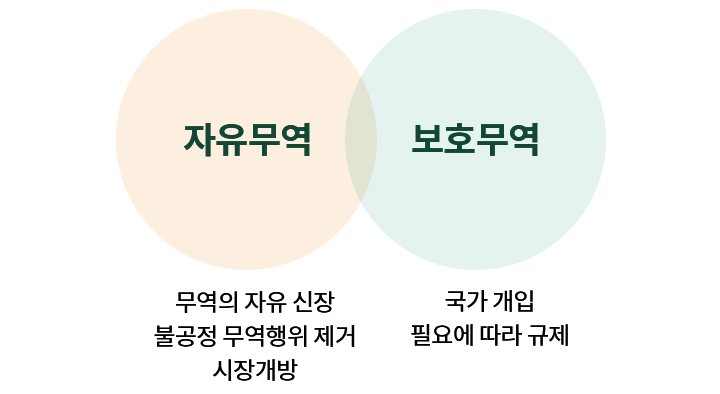 자유무역
보호무역
무역의 자유 신장
불공정 무역행위 제거
시장개방
국가 개입
필요에 따라 규제